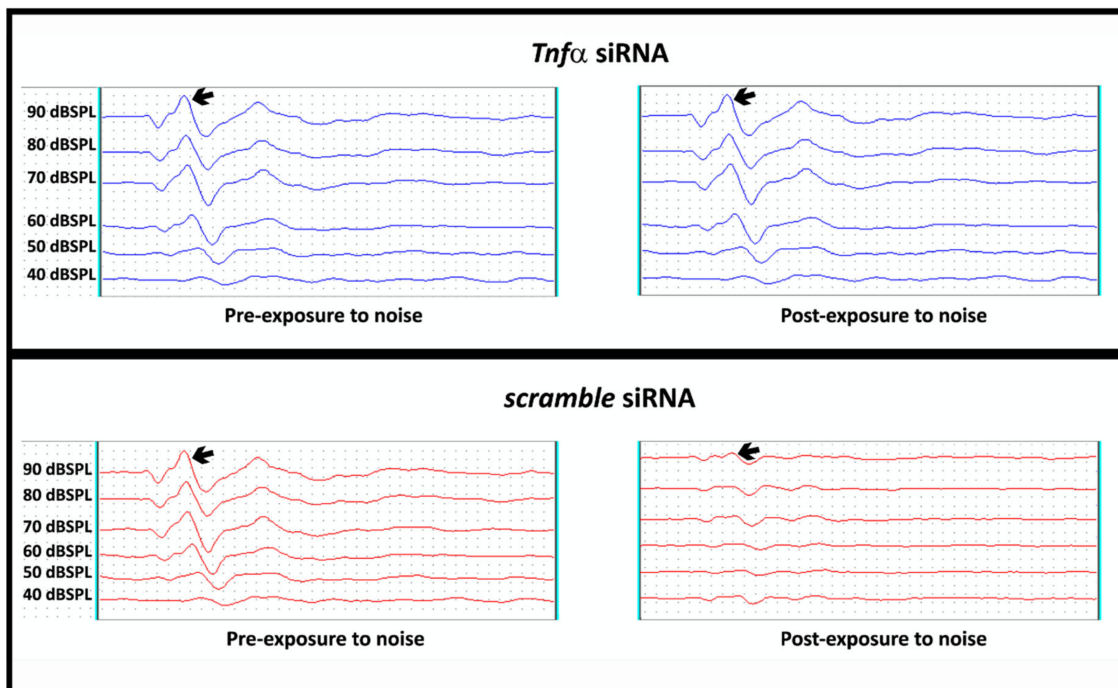 Tnfα siRNA
90 dBSPL
80 dBSPL
70 dBSPL
60 dBSPL
50 dBSPL
40 dBSPL
Pre-exposure to noise
Post-exposure to noise
scramble siRNA
90 dBSPL
80 dBSPL
70 dBSPL
60 dBSPL
50 dBSPL
40 dBSPL
Pre-exposure to noise
Post-exposure to noise